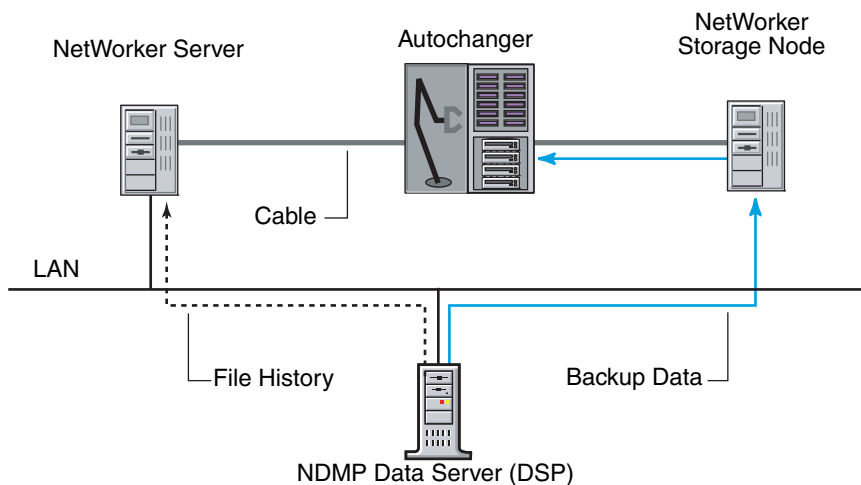 NetWorker Server
Autochanger
NetWorker
Storage Node
Cable
LAN
File History
Backup Data
NDMP Data Server (DSP)